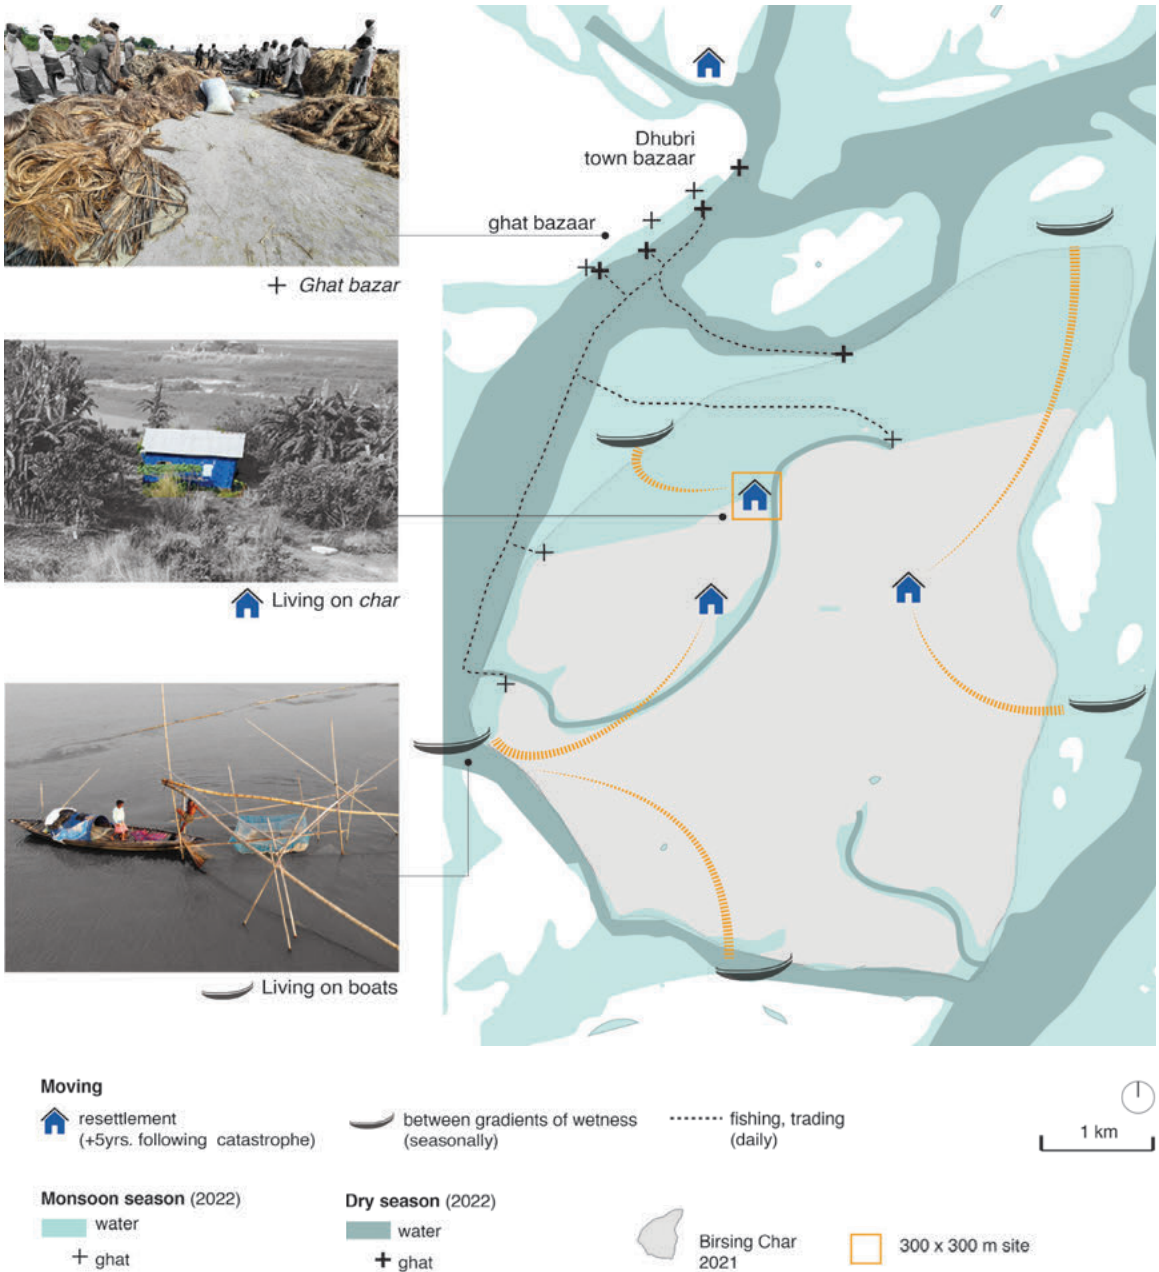 Dhubri
town bazaar
ghat bazaar
+ Ghat bazar
Living on char
Living on boats
Moving
resettlement
(+5yrs. following catastrophe)
between gradients of wetness
(seasonally)
fishing, trading
(daily)
1 km
Monsoon season (2022)
water
+ ghat
Dry season (2022)
water
+ ghat
Birsing Char
2021
300 x 300 m site